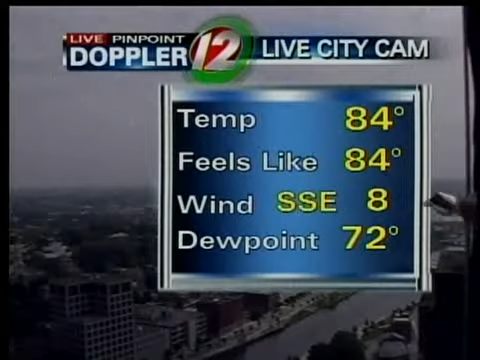 LIVE PINPOINT
DOPPLER 12 LIVE CITY CAM
Temp 84°
Feels Like 84°
Wind SSE 8
Dewpoint 72°